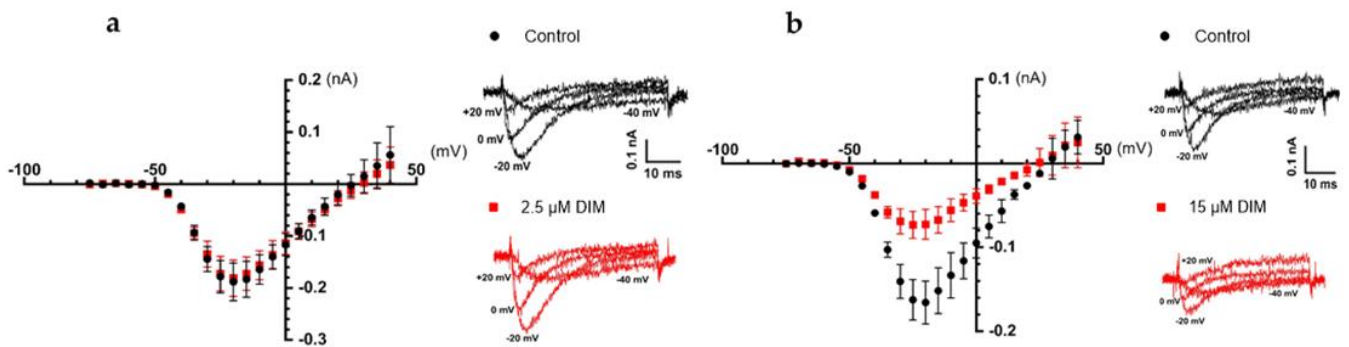 a
0.2 (nA)
0.1
-100
-50
50
(mV)
-0.1
-0.2
-0.3
Control
+20 mV
-40 mV
0 mV
-20 mV
0.1 nA
10 ms
2.5 µM DIM
+20 mV
-40 mV
0 mV
-20 mV
b
0.1 (nA)
-100
-50
50 (mV)
-0.1
-0.2
Control
+20 mV
-40 mV
0 mV
-20 mV
0.1 nA
10 ms
15 µM DIM
+20 mV
0 mV
-40 mV
-20 mV